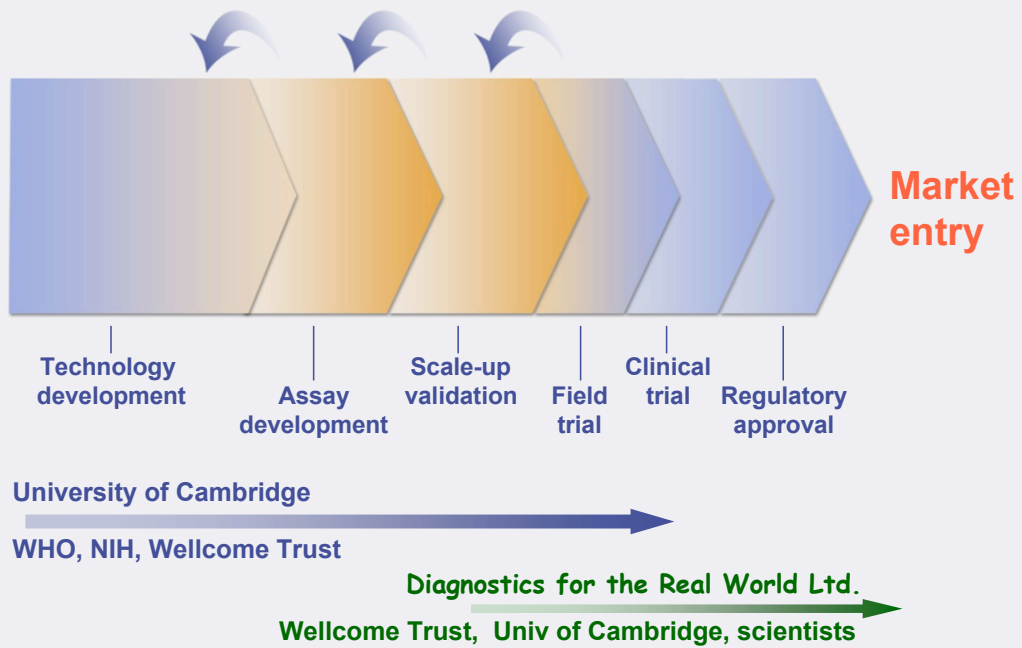 Market
entry
Technology
development
Assay
development
Scale-up
validation
Field
trial
Clinical
trial
Regulatory
approval
University of Cambridge
WHO, NIH, Wellcome Trust
Diagnostics for the Real World Ltd.
Wellcome Trust,  Univ of Cambridge, scientists